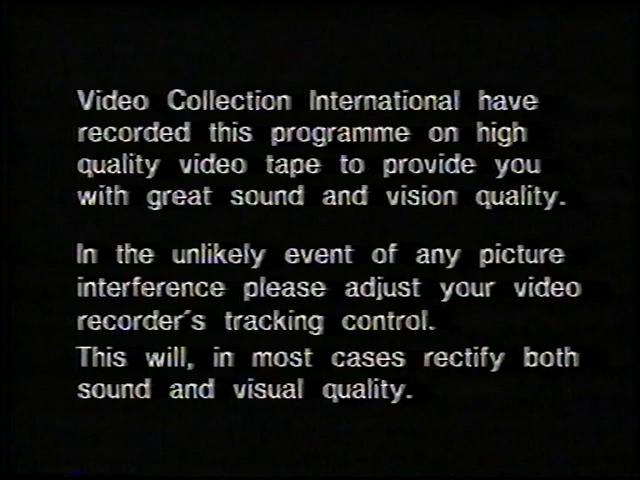 Video Collection International have
recorded this programme on high
quality video tape to provide you
with great sound and vision quality.
In the unlikely event of any picture
interference please adjust your video
recorder's tracking control.
This will, in most cases rectify both
sound and visual quality.